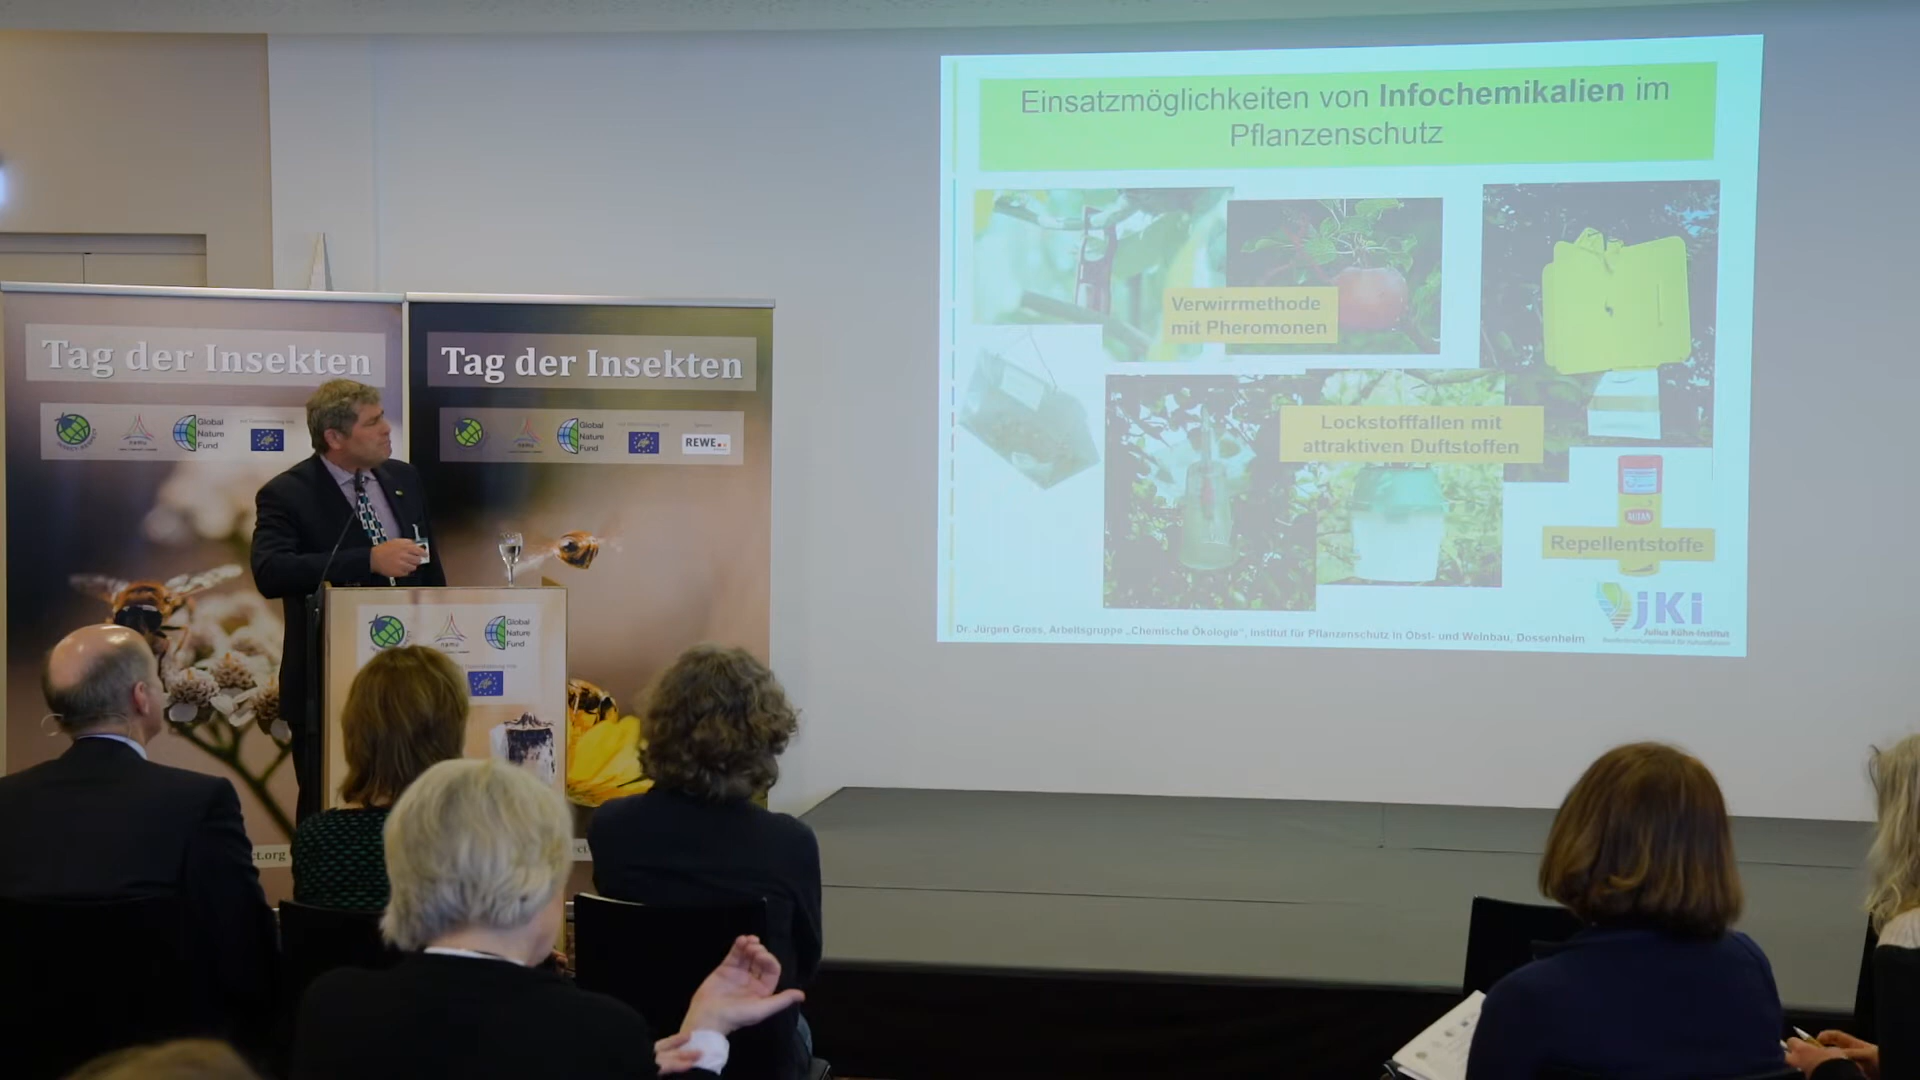 Einsatzmöglichkeiten von Infochemikalien im
Pflanzenschutz
Verwirrmethode
mit Pheromonen
Lockstofffallen mit
attraktiven Duftstoffen
Repellentstoffe
JKi
Julius Kühn-Institut
Dr. Jürgen Gross, Arbeitsgruppe „Chemische Ökologie“, Institut für Pflanzenschutz in Obst- und Weinbau, Dossenheim
Tag der Insekten
Global
Nature
Fund
Tag der Insekten
Global
Nature
Fund
REWE
Global
Nature
Fund
ct.org